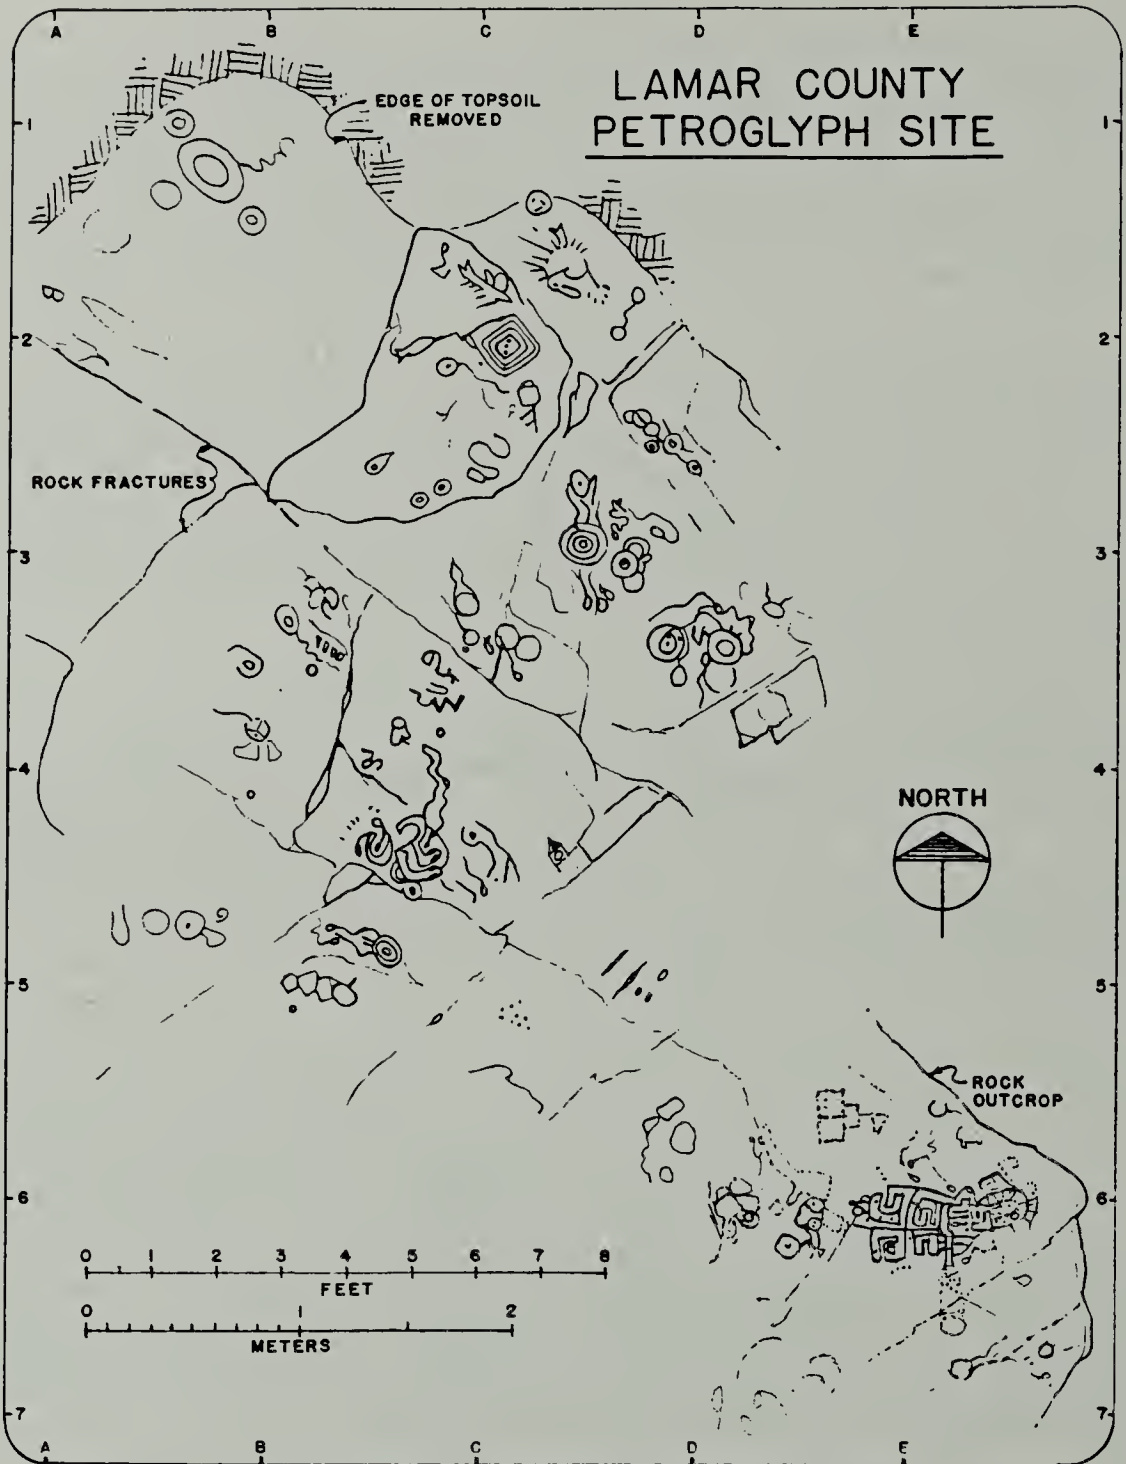 A B C D E
LAMAR COUNTY
PETROGLYPH SITE
EDGE OF TOPSOIL
REMOVED
1 1
B
2 2
ROCK FRACTURES
3 3
4 4
NORTH
5 5
ROCK
OUTCROP
6 6
0 1 2 3 4 5 6 7 8
FEET
0 1 2
METERS
7 7
A B C D E